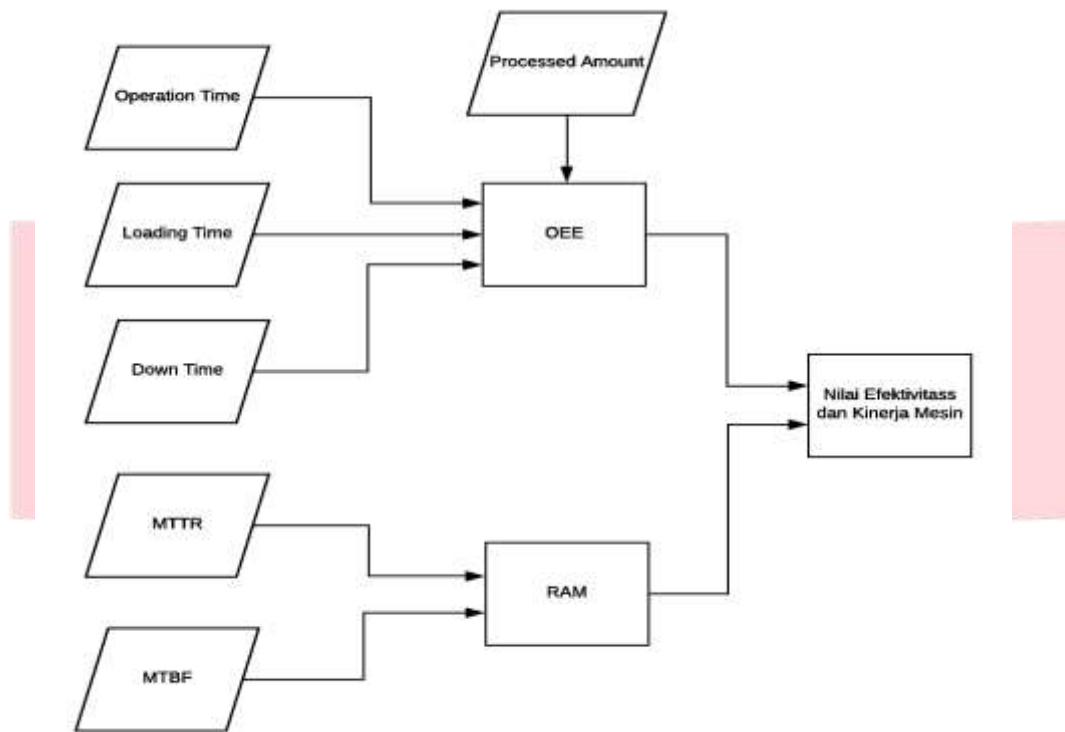 Processed Amount
Operation Time
Loading Time
OEE
Down Time
Nilai Efektivitass
dan Kinerja Mesin
MTTR
RAM
MTBF